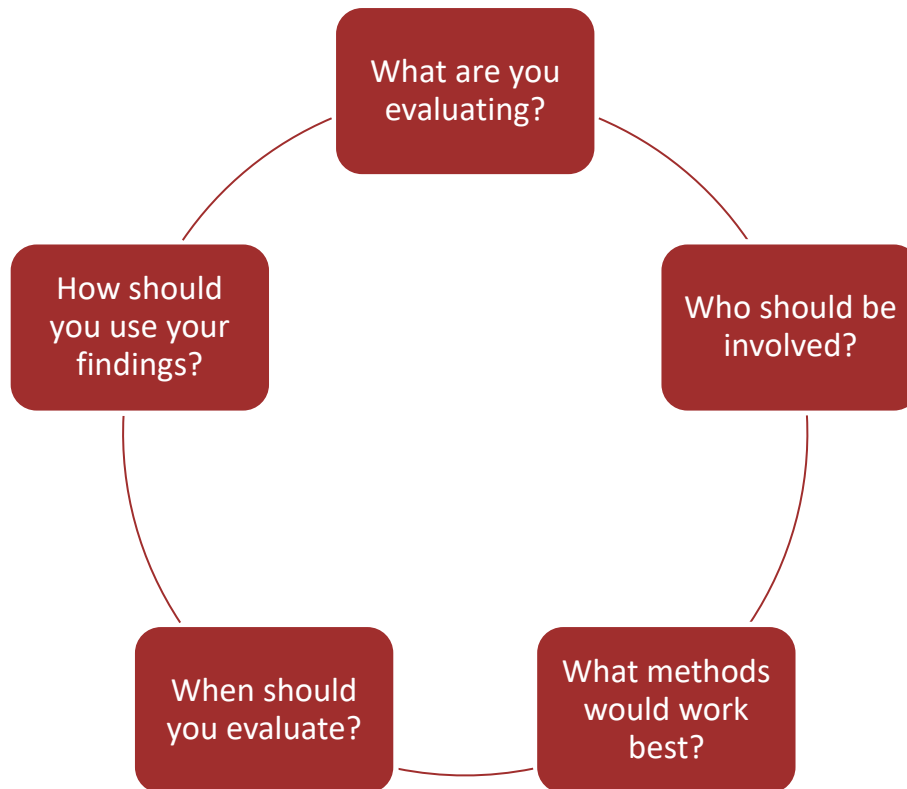 What are you
evaluating?
Who should be
involved?
What methods
would work
best?
When should
you evaluate?
How should
you use your
findings?